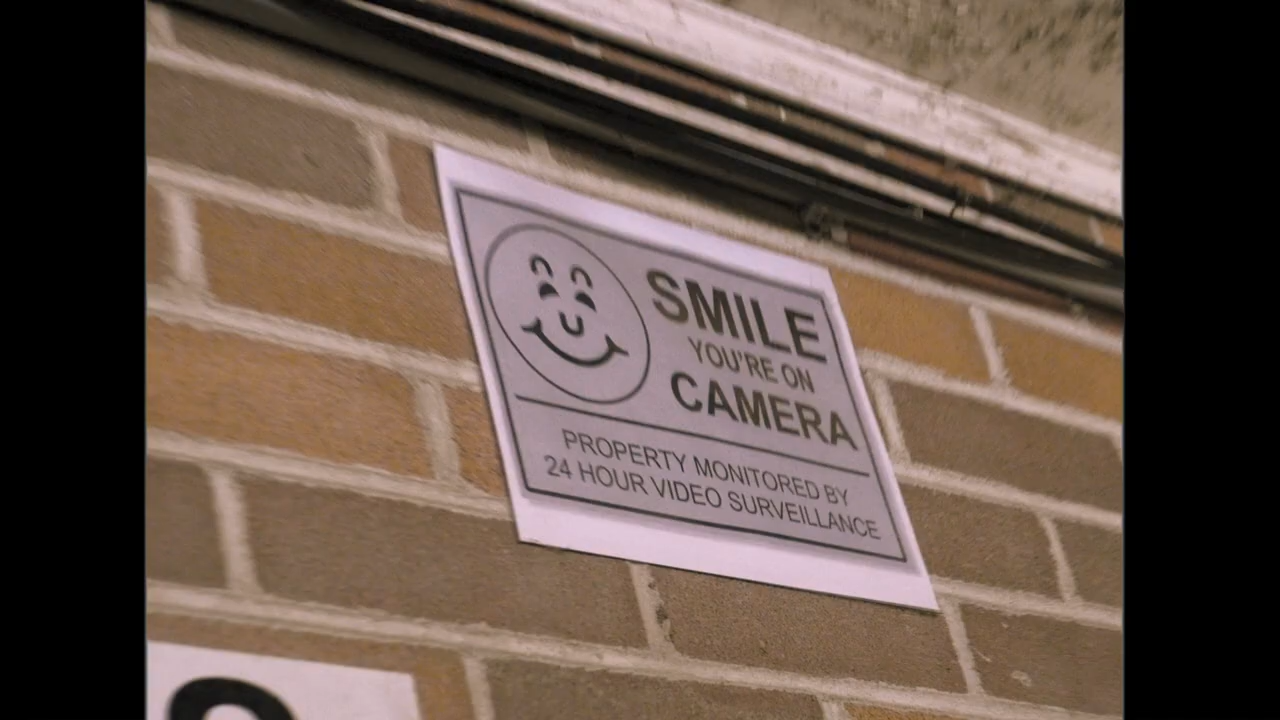 SMILE
YOU'RE ON
CAMERA
PROPERTY MONITORED BY
24 HOUR VIDEO SURVEILLANCE